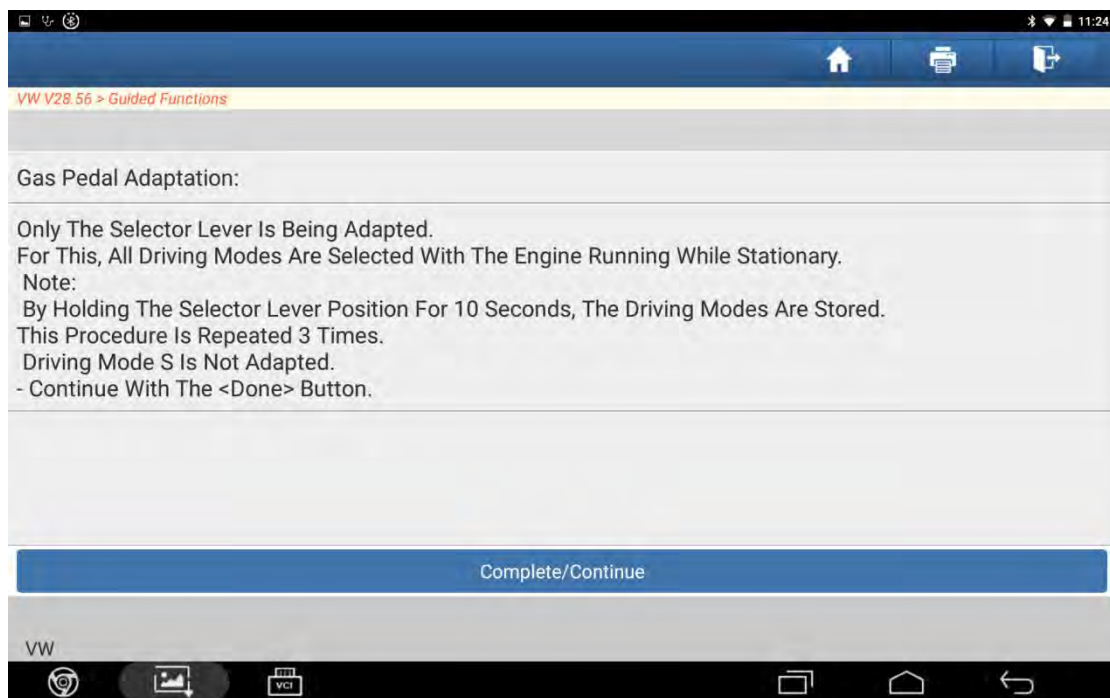 11:24
VW V28.56 > Guided Functions
Gas Pedal Adaptation:
Only The Selector Lever Is Being Adapted.
For This, All Driving Modes Are Selected With The Engine Running While Stationary.
Note:
By Holding The Selector Lever Position For 10 Seconds, The Driving Modes Are Stored.
This Procedure Is Repeated 3 Times.
Driving Mode S Is Not Adapted.
- Continue With The <Done> Button.
Complete/Continue
VW
VCI